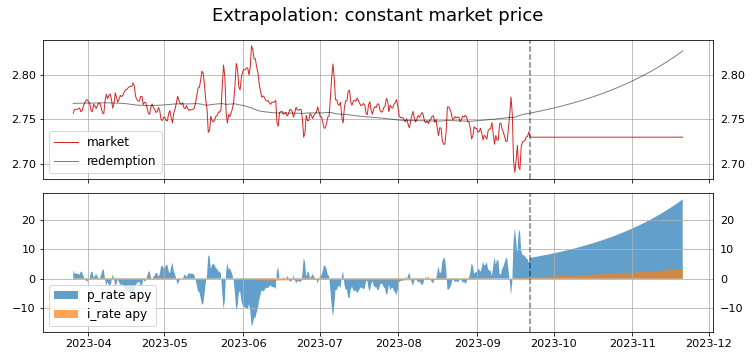 Extrapolation: constant market price
2.80 2.80
2.75 2.75
2.70 2.70
market
redemption
20 20
10 10
0 0
−10 −10
p_rate apy
i_rate apy
2023-04 2023-05 2023-06 2023-07 2023-08 2023-09 2023-10 2023-11 2023-12